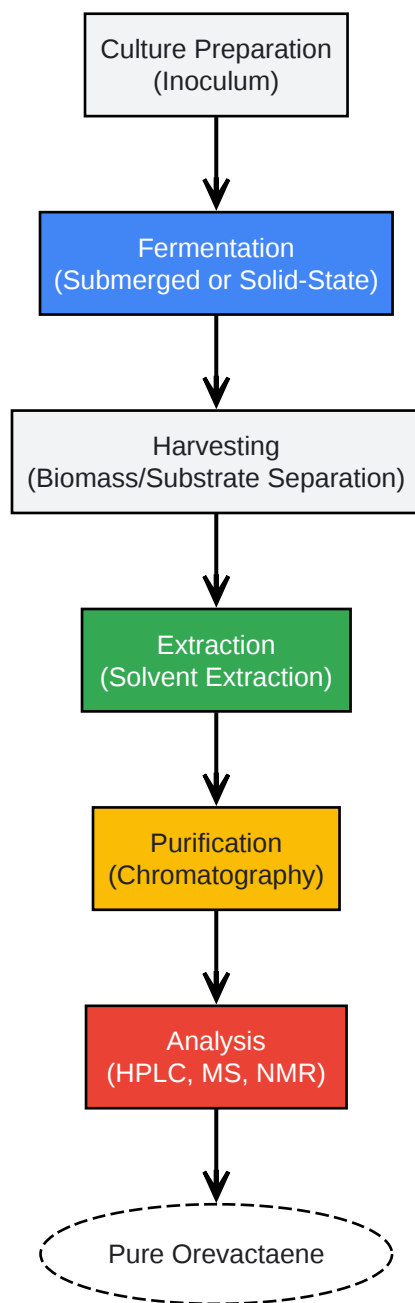 Culture Preparation
(Inoculum)
Fermentation
(Submerged or Solid-State)
Harvesting
(Biomass/Substrate Separation)
Extraction
(Solvent Extraction)
Purification
(Chromatography)
Analysis
(HPLC, MS, NMR)
Pure Orevactaene